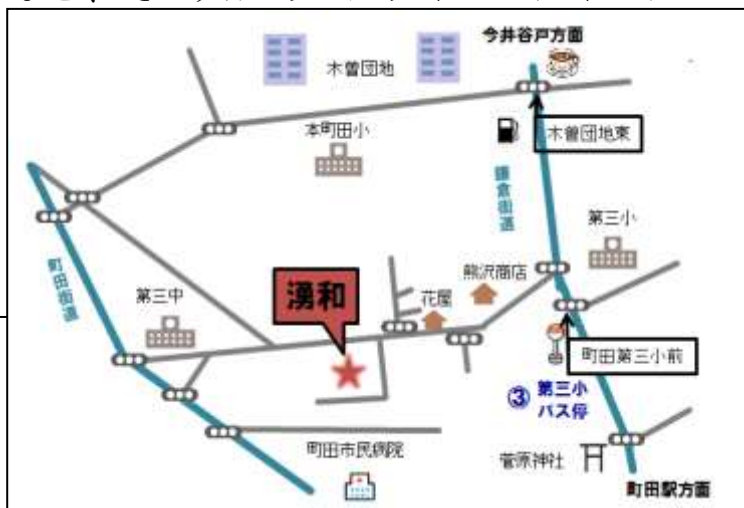 今井谷戸方面
木曽団地
木曽団地東
本町田小
鎌倉街道
第三小
町田街道
熊沢商店
湧和
花屋
第三中
町田第三小前
③ 第三小
バス停
町田市民病院
菅原神社
町田駅方面